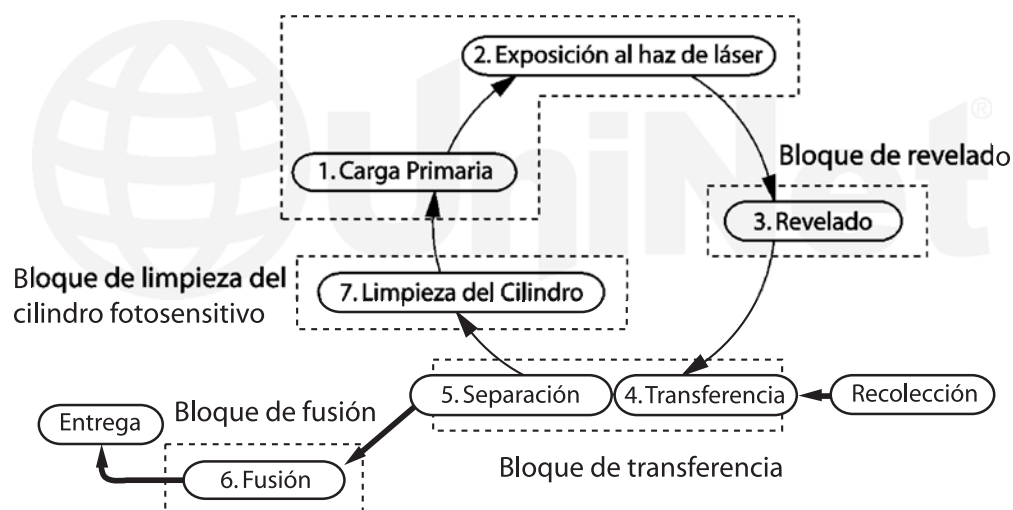 2. Exposición al haz de láser
1. Carga Primaria
Bloque de revelado
3. Revelado
Bloque de limpieza del
cilindro fotosensitivo
7. Limpieza del Cilindro
5. Separación
4. Transferencia
Recolección
Bloque de fusión
Entrega
Bloque de transferencia
6. Fusión
UniNet®